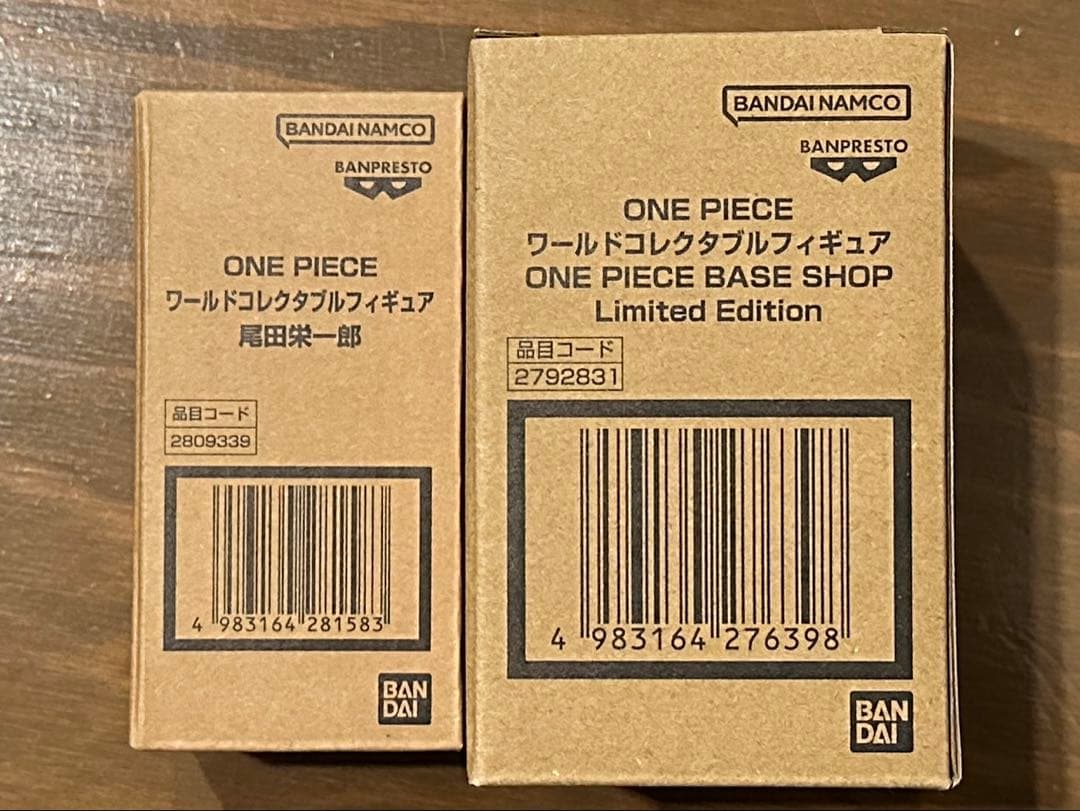 BANDAI NAMCO
BANPRESTO
ONE PIECE
ワールドコレクタブルフィギュア
尾田栄一郎
品目コード
2809339
4 983164 281583
BAN
DAI
BANDAI NAMCO
BANPRESTO
ONE PIECE
ワールドコレクタブルフィギュア
ONE PIECE BASE SHOP
Limited Edition
品目コード
2792831
4 983164 276398
BAN
DAI